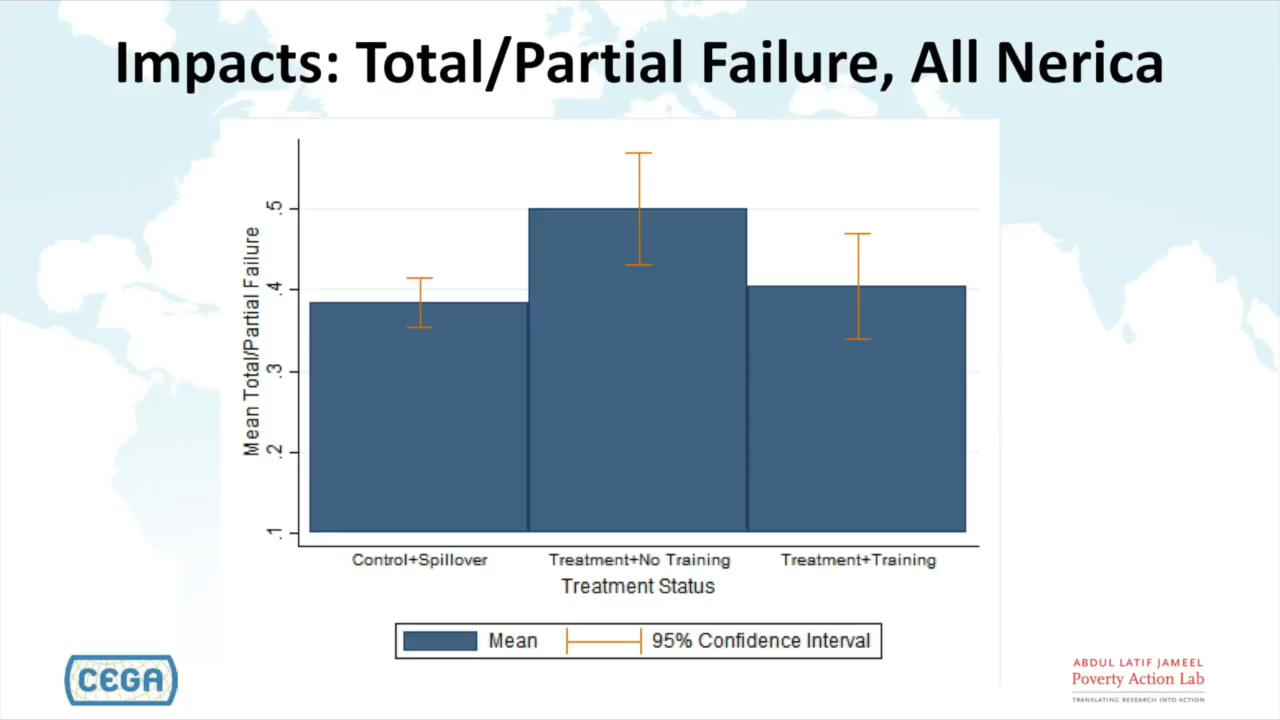 Impacts: Total/Partial Failure, All Nerica
Mean Total/Partial Failure
.5
.4
.3
.2
.1
Control+Spillover
Treatment+No Training
Treatment+Training
Treatment Status
Mean
95% Confidence Interval
CEGA
ABDUL LATIF JAMEEL
Poverty Action Lab
TRANSLATING RESEARCH INTO ACTION